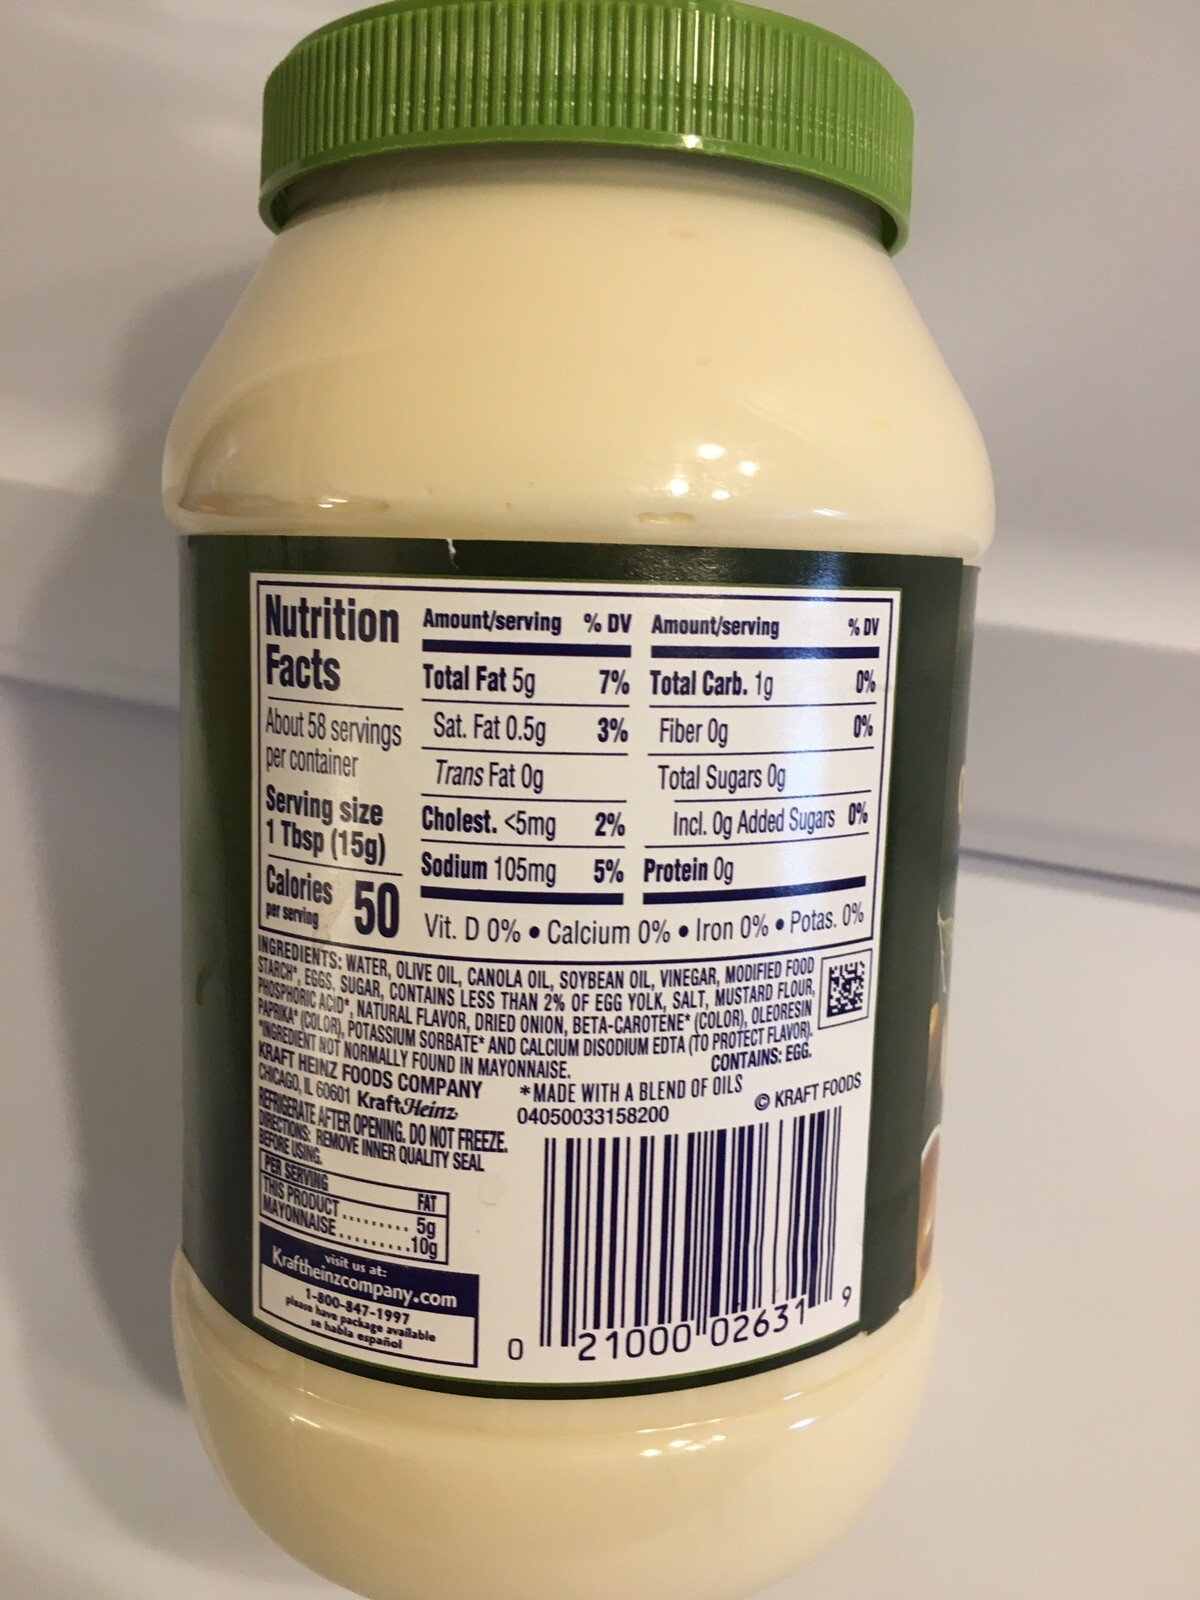 Nutrition Facts
About 58 servings
per container
Serving size
1 Tbsp (15g)
Calories 50
per serving
Amount/serving % DV
Total Fat 5g 7%
Sat. Fat 0.5g 3%
Trans Fat 0g
Cholest. <5mg 2%
Sodium 105mg 5%
Amount/serving % DV
Total Carb. 1g 0%
Fiber 0g 0%
Total Sugars 0g
Incl. 0g Added Sugars 0%
Protein 0g
Vit. D 0% • Calcium 0% • Iron 0% • Potas. 0%
INGREDIENTS: WATER, OLIVE OIL, CANOLA OIL, SOYBEAN OIL, VINEGAR, MODIFIED FOOD
STARCH*, EGGS, SUGAR, CONTAINS LESS THAN 2% OF EGG YOLK, SALT, MUSTARD FLOUR,
PHOSPHORIC ACID*, NATURAL FLAVOR, DRIED ONION, BETA-CAROTENE* (COLOR), OLEORESIN
PAPRIKA* (COLOR), POTASSIUM SORBATE* AND CALCIUM DISODIUM EDTA (TO PROTECT FLAVOR).
*INGREDIENT NOT NORMALLY FOUND IN MAYONNAISE.
CONTAINS: EGG.
KRAFT HEINZ FOODS COMPANY
CHICAGO, IL 60601 KraftHeinz
*MADE WITH A BLEND OF OILS
04050033158200
© KRAFT FOODS
REFRIGERATE AFTER OPENING. DO NOT FREEZE.
DIRECTIONS: REMOVE INNER QUALITY SEAL
BEFORE USING.
PER SERVING FAT
THIS PRODUCT......... 5g
MAYONNAISE..........10g
visit us at:
Kraftheinzcompany.com
1-800-847-1997
please have package available
se habla español
0 21000 02631 9